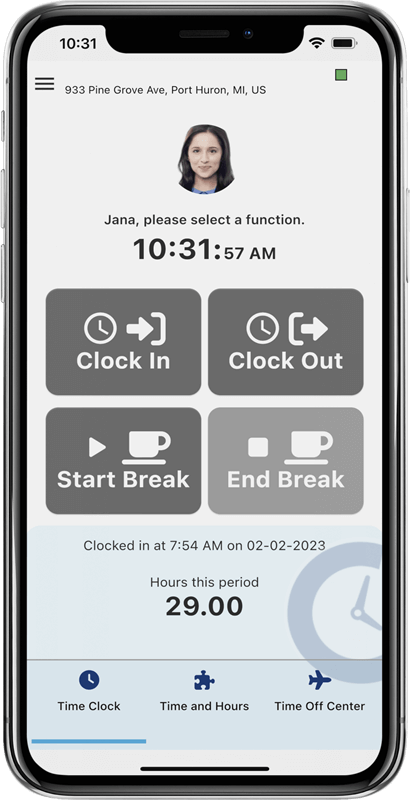 10:31
933 Pine Grove Ave, Port Huron, MI, US
Jana, please select a function.
10:31:57 AM
Clock In
Clock Out
Start Break
End Break
Clocked in at 7:54 AM on 02-02-2023
Hours this period
29.00
Time Clock
Time and Hours
Time Off Center